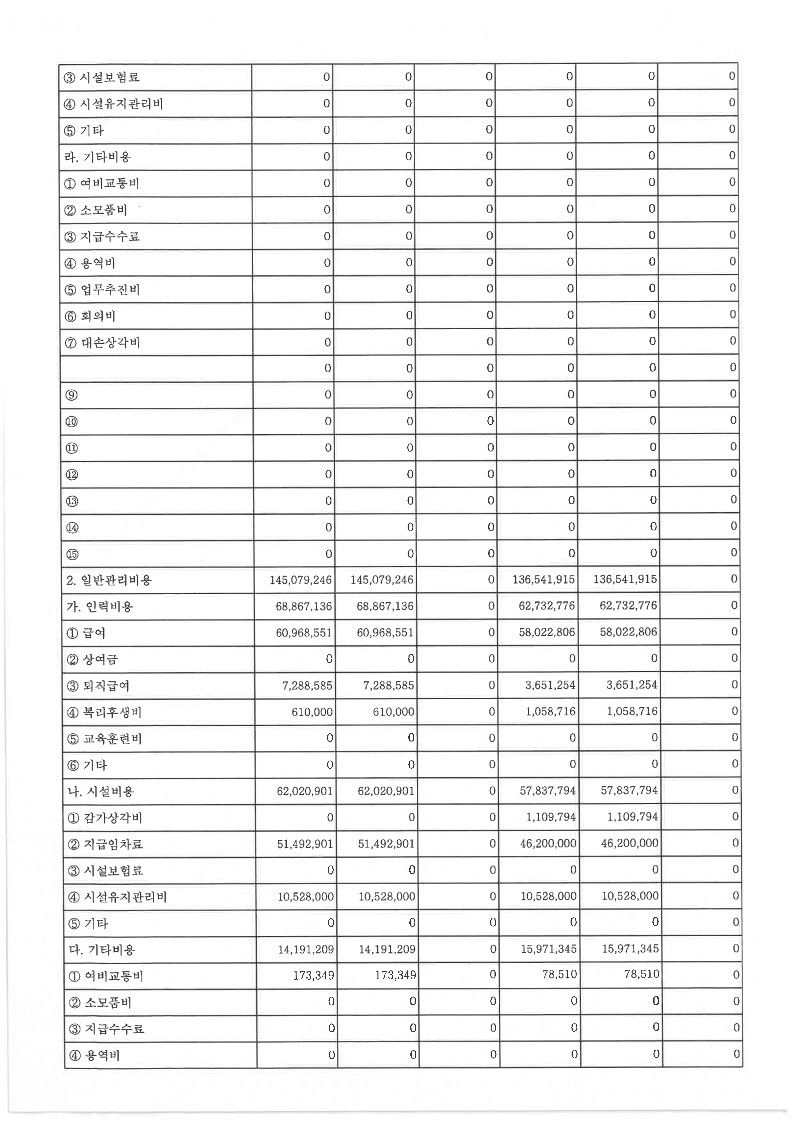 ③ 시설보험료 0 0 0 0 0 0
④ 시설유지관리비 0 0 0 0 0 0
⑤ 기타 0 0 0 0 0 0
라. 기타비용 0 0 0 0 0 0
① 여비교통비 0 0 0 0 0 0
② 소모품비 0 0 0 0 0 0
③ 지급수수료 0 0 0 0 0 0
④ 용역비 0 0 0 0 0 0
⑤ 업무추진비 0 0 0 0 0 0
⑥ 회의비 0 0 0 0 0 0
⑦ 대손상각비 0 0 0 0 0 0
0 0 0 0 0 0
⑨ 0 0 0 0 0 0
⑩ 0 0 0 0 0 0
⑪ 0 0 0 0 0 0
⑫ 0 0 0 0 0 0
⑬ 0 0 0 0 0 0
⑭ 0 0 0 0 0 0
⑮ 0 0 0 0 0 0
2. 일반관리비용 145,079,246 145,079,246 0 136,541,915 136,541,915 0
가. 인력비용 68,867,136 68,867,136 0 62,732,776 62,732,776 0
① 급여 60,968,551 60,968,551 0 58,022,806 58,022,806 0
② 상여금 0 0 0 0 0 0
③ 퇴직급여 7,288,585 7,288,585 0 3,651,254 3,651,254 0
④ 복리후생비 610,000 610,000 0 1,058,716 1,058,716 0
⑤ 교육훈련비 0 0 0 0 0 0
⑥ 기타 0 0 0 0 0 0
나. 시설비용 62,020,901 62,020,901 0 57,837,794 57,837,794 0
① 감가상각비 0 0 0 1,109,794 1,109,794 0
② 지급임차료 51,492,901 51,492,901 0 46,200,000 46,200,000 0
③ 시설보험료 0 0 0 0 0 0
④ 시설유지관리비 10,528,000 10,528,000 0 10,528,000 10,528,000 0
⑤ 기타 0 0 0 0 0 0
다. 기타비용 14,191,209 14,191,209 0 15,971,345 15,971,345 0
① 여비교통비 173,349 173,349 0 78,510 78,510 0
② 소모품비 0 0 0 0 0 0
③ 지급수수료 0 0 0 0 0 0
④ 용역비 0 0 0 0 0 0